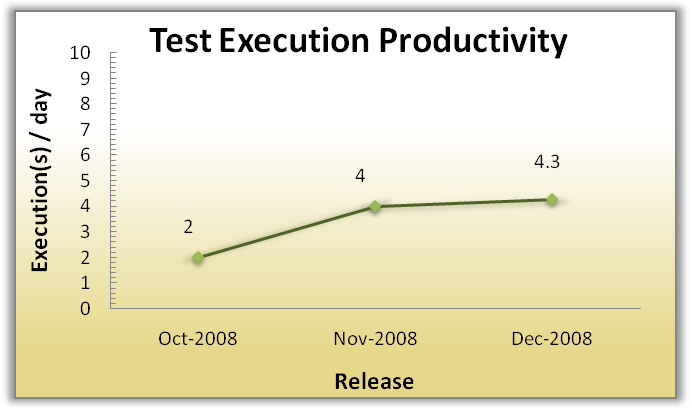 Test Execution Productivity
Execution(s) / day
10
9
8
7
6
5
4
3
2
1
0
2
4
4.3
Oct-2008
Nov-2008
Dec-2008
Release